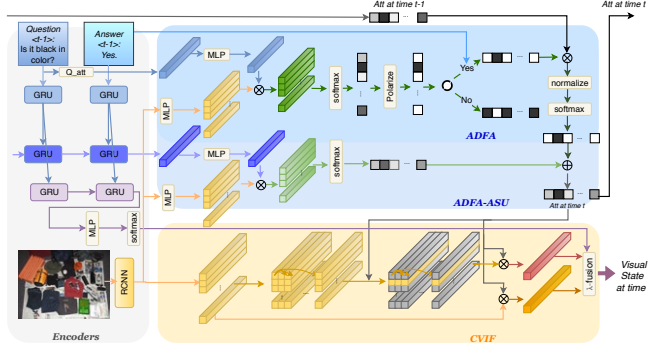 Att at time t-1
Att at time t
Question
<t-1>:
Is it black in
color?
Answer
<t-1>:
Yes.
Q_att
GRU
GRU
MLP
MLP
softmax
Polarize
Yes
No
normalize
softmax
ADFA
GRU
GRU
MLP
MLP
softmax
ADFA-ASU
Att at time t
GRU
GRU
MLP
softmax
RCNN
λ-fusion
Visual
State
at time
Encoders
CVIF